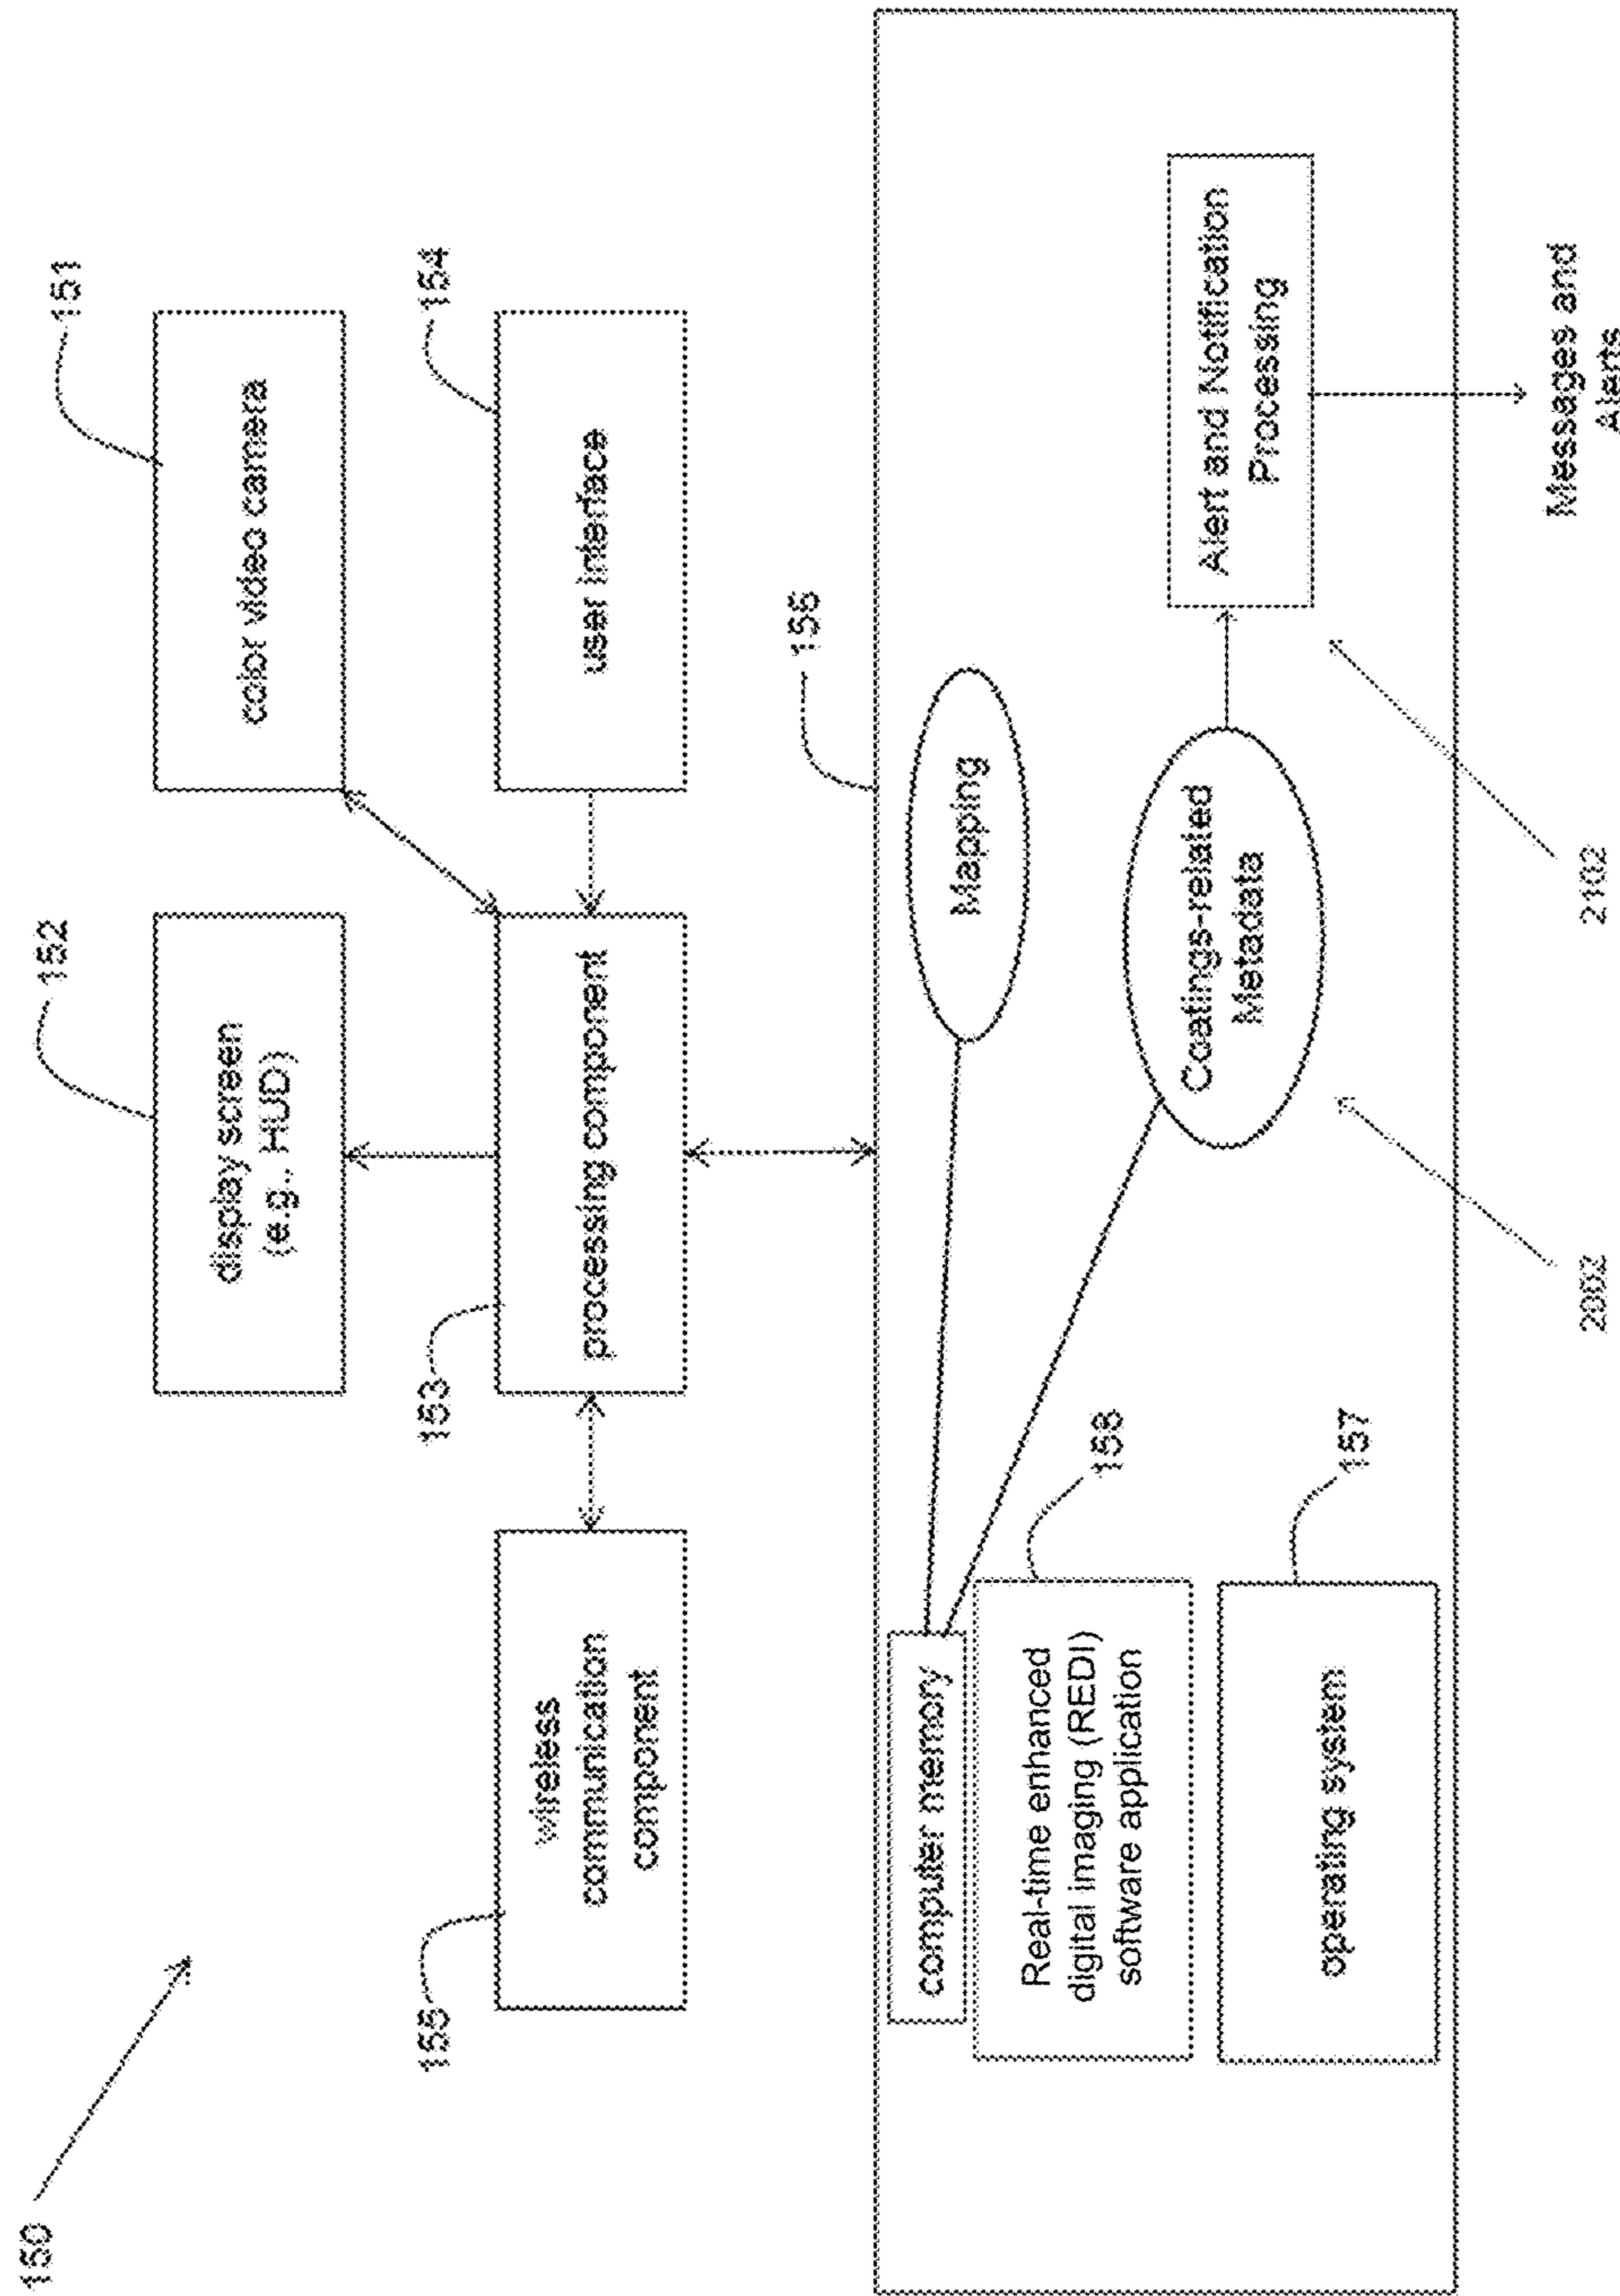 150
152
151
display screen
(e.g., HUD)
color video camera
155
153
154
wireless
communication
component
processing component
user interface
156
computer memory
Mapping
Real-time enhanced
digital imaging (REDI)
software application
158
Coatings-related
Metadata
Alert and Notification
Processing
operating system
157
2002
2102
Messages and
Alerts